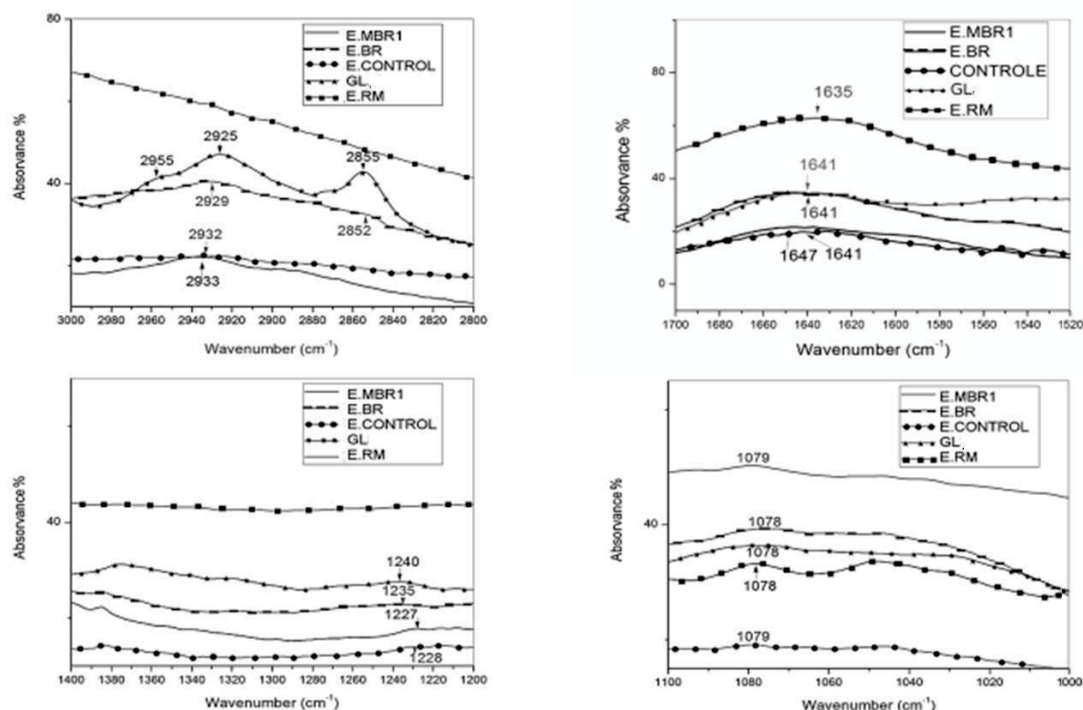 80
E.MBR1
E.BR
E.CONTROL
GL
E.RM
2925
2955
2855
40
2929
2852
2932
2933
Absorvance %
3000 2980 2960 2940 2920 2900 2880 2860 2840 2820 2800
Wavenumber (cm-1)
E.MBR1
E.BR
CONTROLE
GL
E.RM
80
1635
40
1641
1641
1647 1641
0
Absorvance %
1700 1680 1660 1640 1620 1600 1580 1560 1540 1520
Wavenumber (cm-1)
E.MBR1
E.BR
E.CONTROL
GL
E.RM
40
1240
1235
1227
1228
Absorvance %
1400 1380 1360 1340 1320 1300 1280 1260 1240 1220 1200
Wavenumber (cm-1)
E.MBR1
E.BR
E.CONTROL
GL
E.RM
1079
40
1078
1078
1078
1079
Absorvance %
1100 1080 1060 1040 1020 1000
Wavenumber (cm-1)